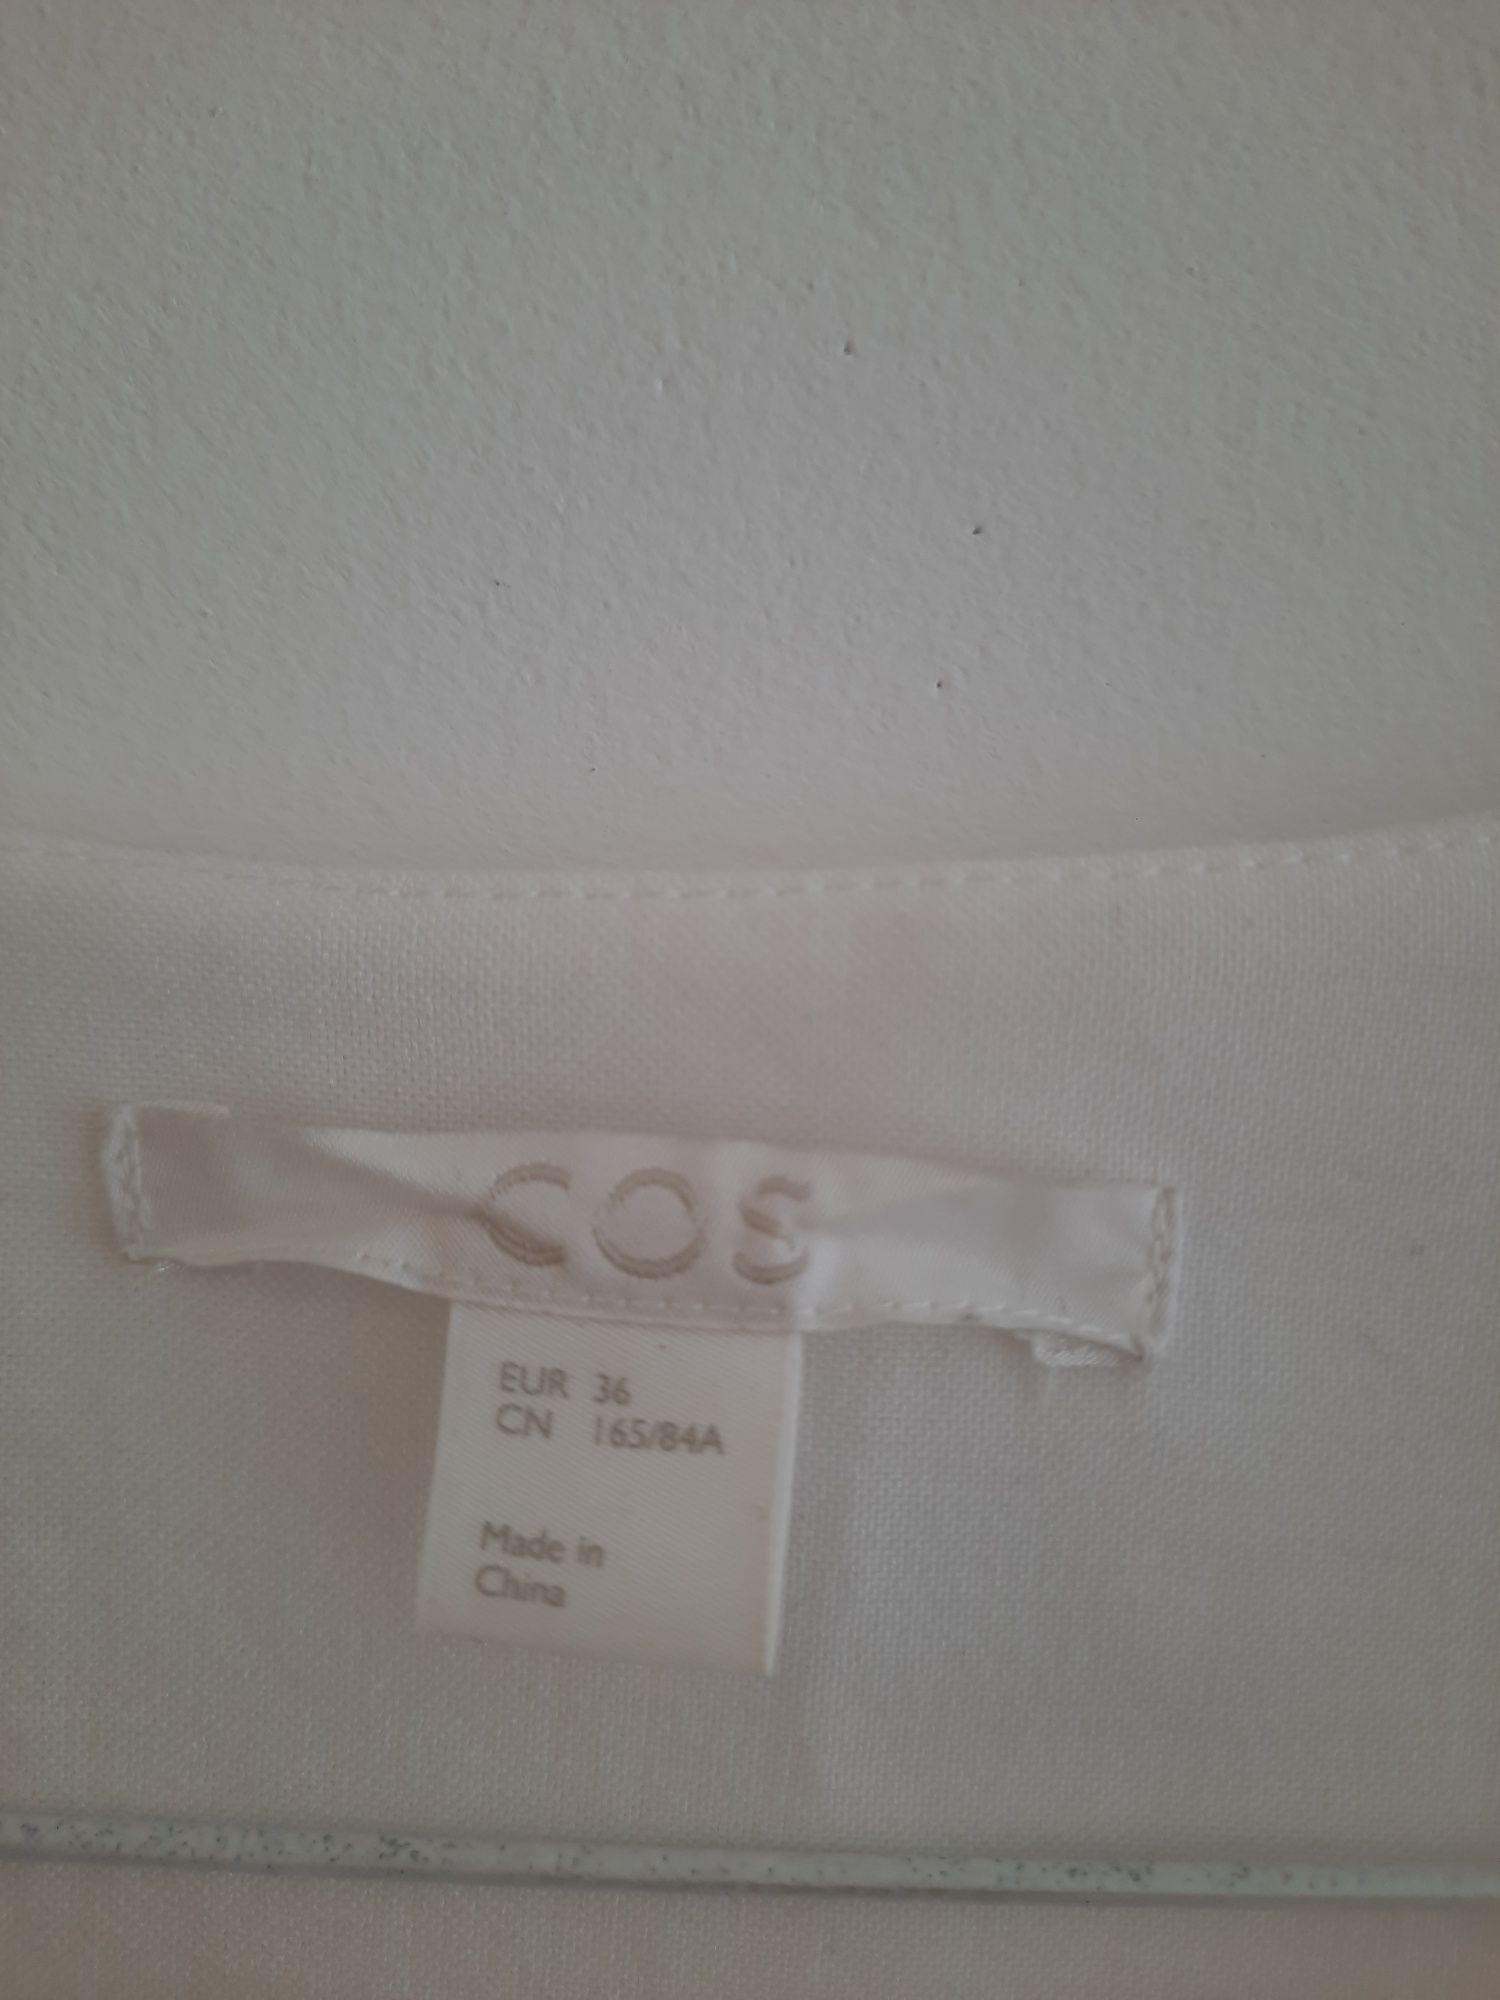 COS
EUR 36
CN 165/84A
Made in
China